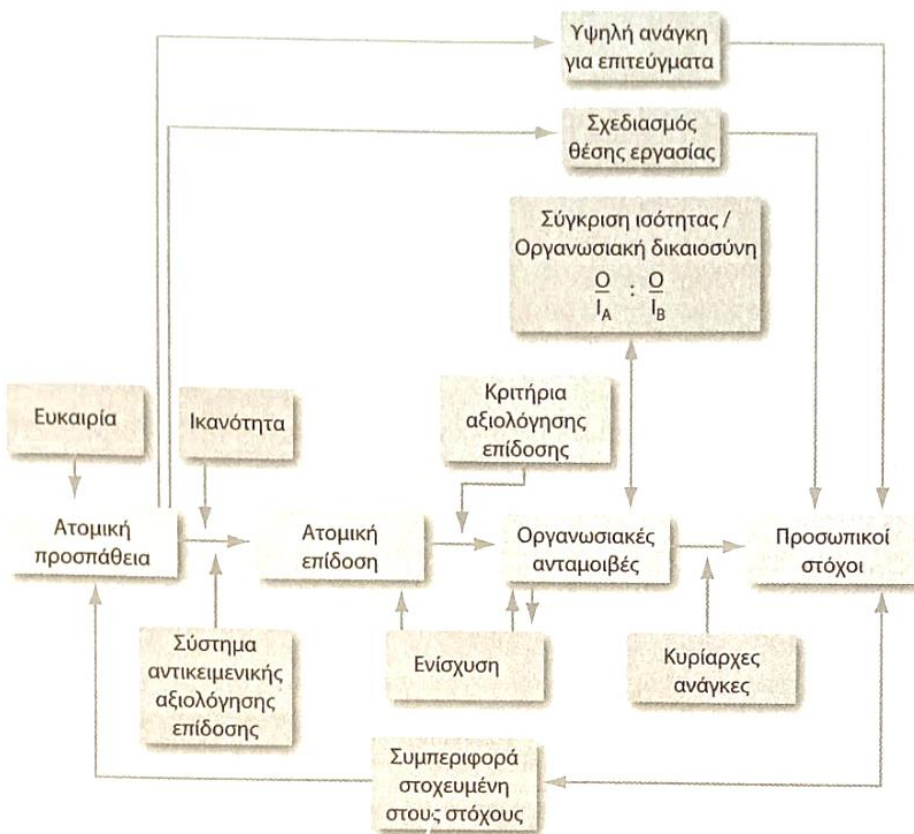 Υψηλή ανάγκη
για επιτεύγματα
Σχεδιασμός
θέσης εργασίας
Σύγκριση ισότητας /
Οργανωσιακή δικαιοσύνη
O : O
I_A I_B
Κριτήρια
αξιολόγησης
επίδοσης
Ευκαιρία
Ικανότητα
Ατομική
προσπάθεια
Ατομική
επίδοση
Οργανωσιακές
ανταμοιβές
Προσωπικοί
στόχοι
Σύστημα
αντικειμενικής
αξιολόγησης
επίδοσης
Ενίσχυση
Κυρίαρχες
ανάγκες
Συμπεριφορά
στοχευμένη
στους στόχους